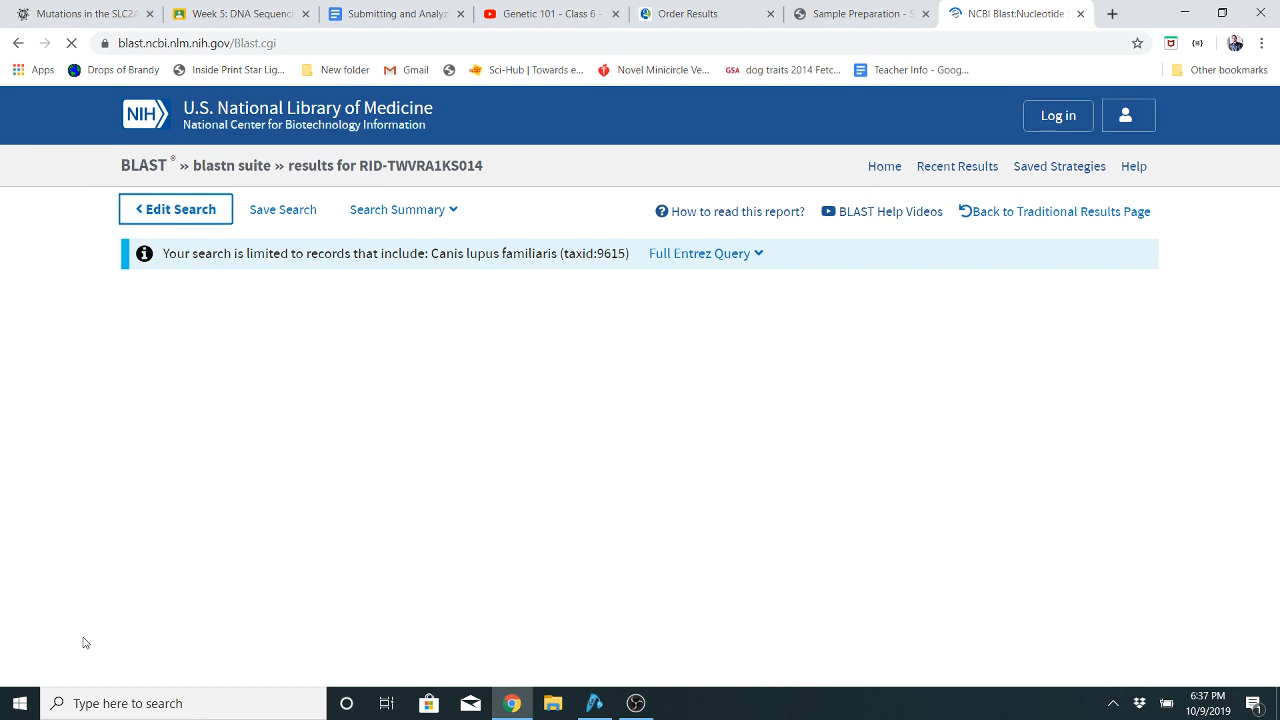 Mutations in the SLC2A
Week 5: DNA Sequenci
Submitting and Analyz
Genetic 101 - Class 6 -
Order Results
Sample Preparation - S
NCBI Blast:Nucleotide
blast.ncbi.nlm.nih.gov/Blast.cgi
Apps
Drops of Brandy
Inside Print Star Lig...
New folder
Gmail
Sci-Hub | Towards e...
Novel Minicircle Ve...
GSA dog traits 2014 Fetc...
Teacher Info - Goog...
Other bookmarks
NIH U.S. National Library of Medicine
National Center for Biotechnology Information
Log in
BLAST ® » blastn suite » results for RID-TWVRA1KS014
Home Recent Results Saved Strategies Help
Edit Search Save Search Search Summary
How to read this report? BLAST Help Videos Back to Traditional Results Page
Your search is limited to records that include: Canis lupus familiaris (taxid:9615) Full Entrez Query
Type here to search
6:37 PM
10/9/2019
1